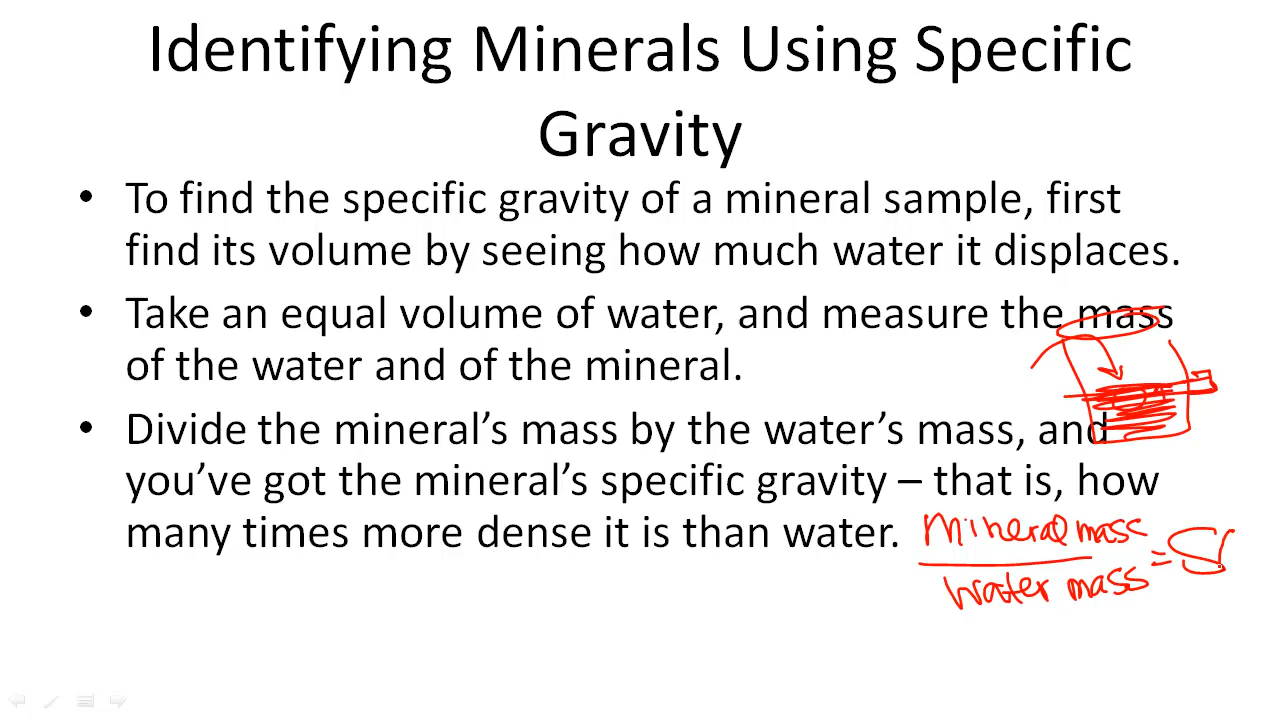 Identifying Minerals Using Specific
Gravity
• To find the specific gravity of a mineral sample, first
find its volume by seeing how much water it displaces.
• Take an equal volume of water, and measure the mass
of the water and of the mineral.
• Divide the mineral’s mass by the water’s mass, and
you’ve got the mineral’s specific gravity – that is, how
many times more dense it is than water.
Mineral mass
water mass =